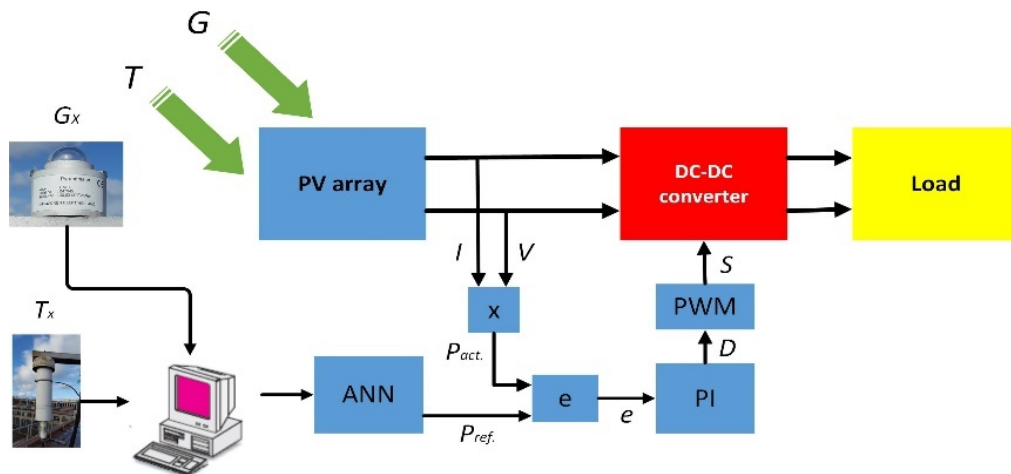 G
T
Gx
PV array
DC-DC
converter
Load
I
V
S
x
PWM
Tx
Pact.
D
ANN
e
PI
e
Pref.